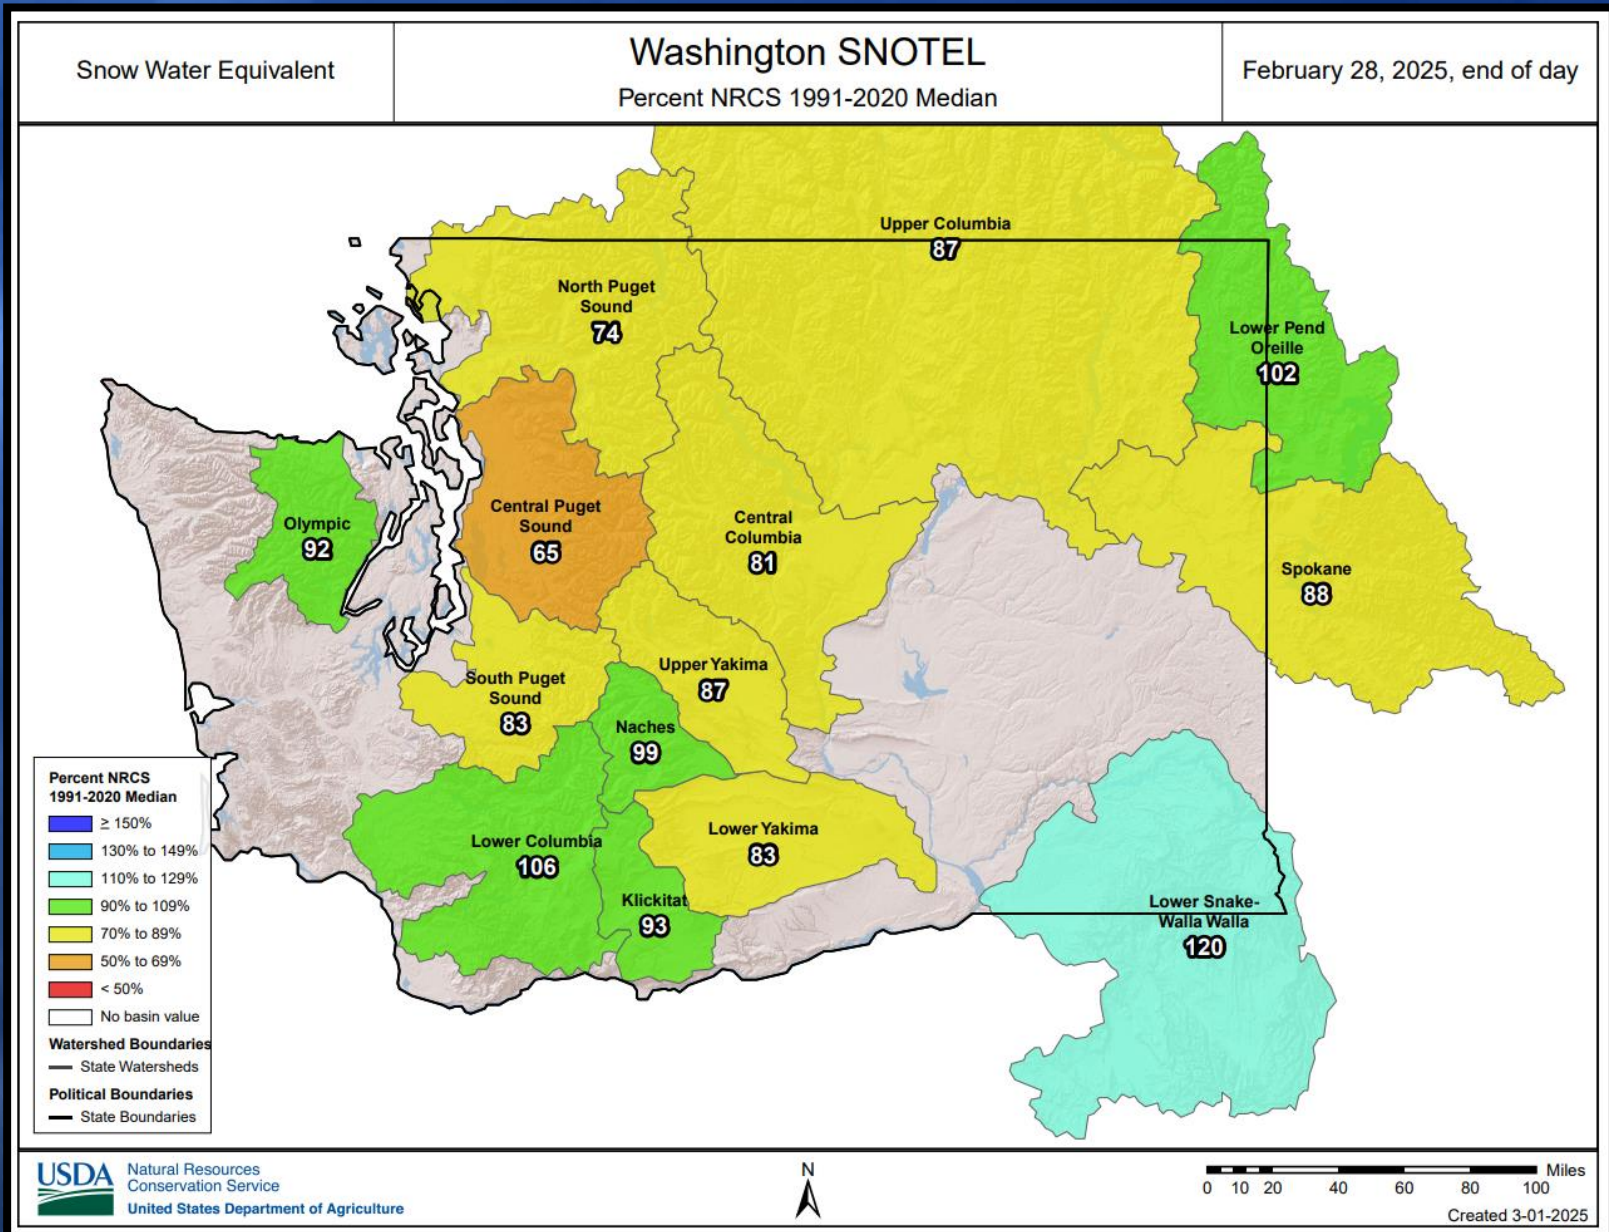 Snow Water Equivalent
Washington SNOTEL
Percent NRCS 1991-2020 Median
February 28, 2025, end of day
Upper Columbia
87
North Puget
Sound
74
Lower Pend
Oreille
102
Olympic
92
Central Puget
Sound
65
Central
Columbia
81
Spokane
88
South Puget
Sound
83
Upper Yakima
87
Naches
99
Lower Columbia
106
Lower Yakima
83
Klickitat
93
Lower Snake-
Walla Walla
120
Percent NRCS
1991-2020 Median
≥ 150%
130% to 149%
110% to 129%
90% to 109%
70% to 89%
50% to 69%
< 50%
No basin value
Watershed Boundaries
State Watersheds
Political Boundaries
State Boundaries
USDA
Natural Resources
Conservation Service
United States Department of Agriculture
N
Miles
0 10 20 40 60 80 100
Created 3-01-2025